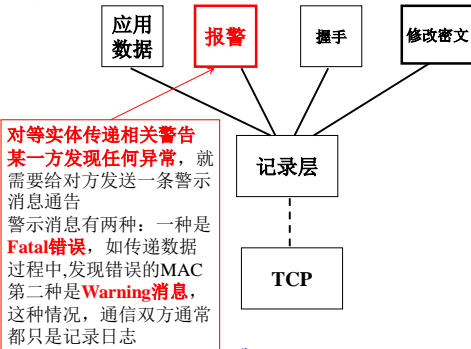 应用
数据
报警
握手
修改密文
对等实体传递相关警告
某一方发现任何异常，就
需要给对方发送一条警示
消息通告
警示消息有两种：一种是
Fatal错误，如传递数据
过程中,发现错误的MAC
第二种是Warning消息，
这种情况，通信双方通常
都只是记录日志
记录层
TCP